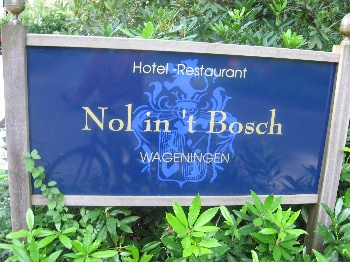 Hotel - Restaurant
Nol in 't Bosch
WAGENINGEN